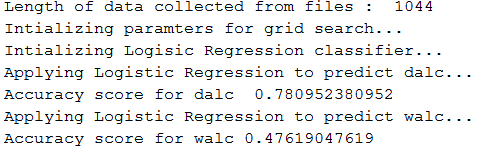 Length of data collected from files :  1044
Intializing paramters for grid search...
Intializing Logisic Regression classifier...
Applying Logistic Regression to predict dalc...
Accuracy score for dalc  0.780952380952
Applying Logistic Regression to predict walc...
Accuracy score for walc 0.47619047619